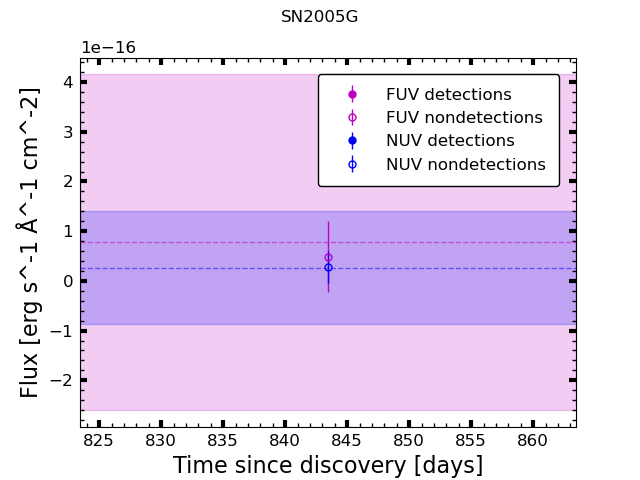 SN2005G
1e−16
4
3
2
1
0
−1
−2
Flux [erg s^-1 Å^-1 cm^-2]
FUV detections
FUV nondetections
NUV detections
NUV nondetections
825 830 835 840 845 850 855 860
Time since discovery [days]